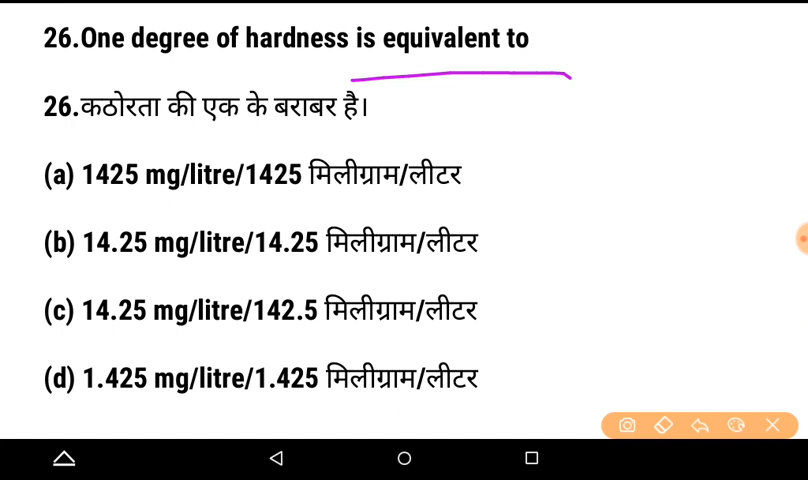 26.One degree of hardness is equivalent to
26.कठोरता की एक के बराबर है।
(a) 1425 mg/litre/1425 मिलीग्राम/लीटर
(b) 14.25 mg/litre/14.25 मिलीग्राम/लीटर
(c) 14.25 mg/litre/142.5 मिलीग्राम/लीटर
(d) 1.425 mg/litre/1.425 मिलीग्राम/लीटर